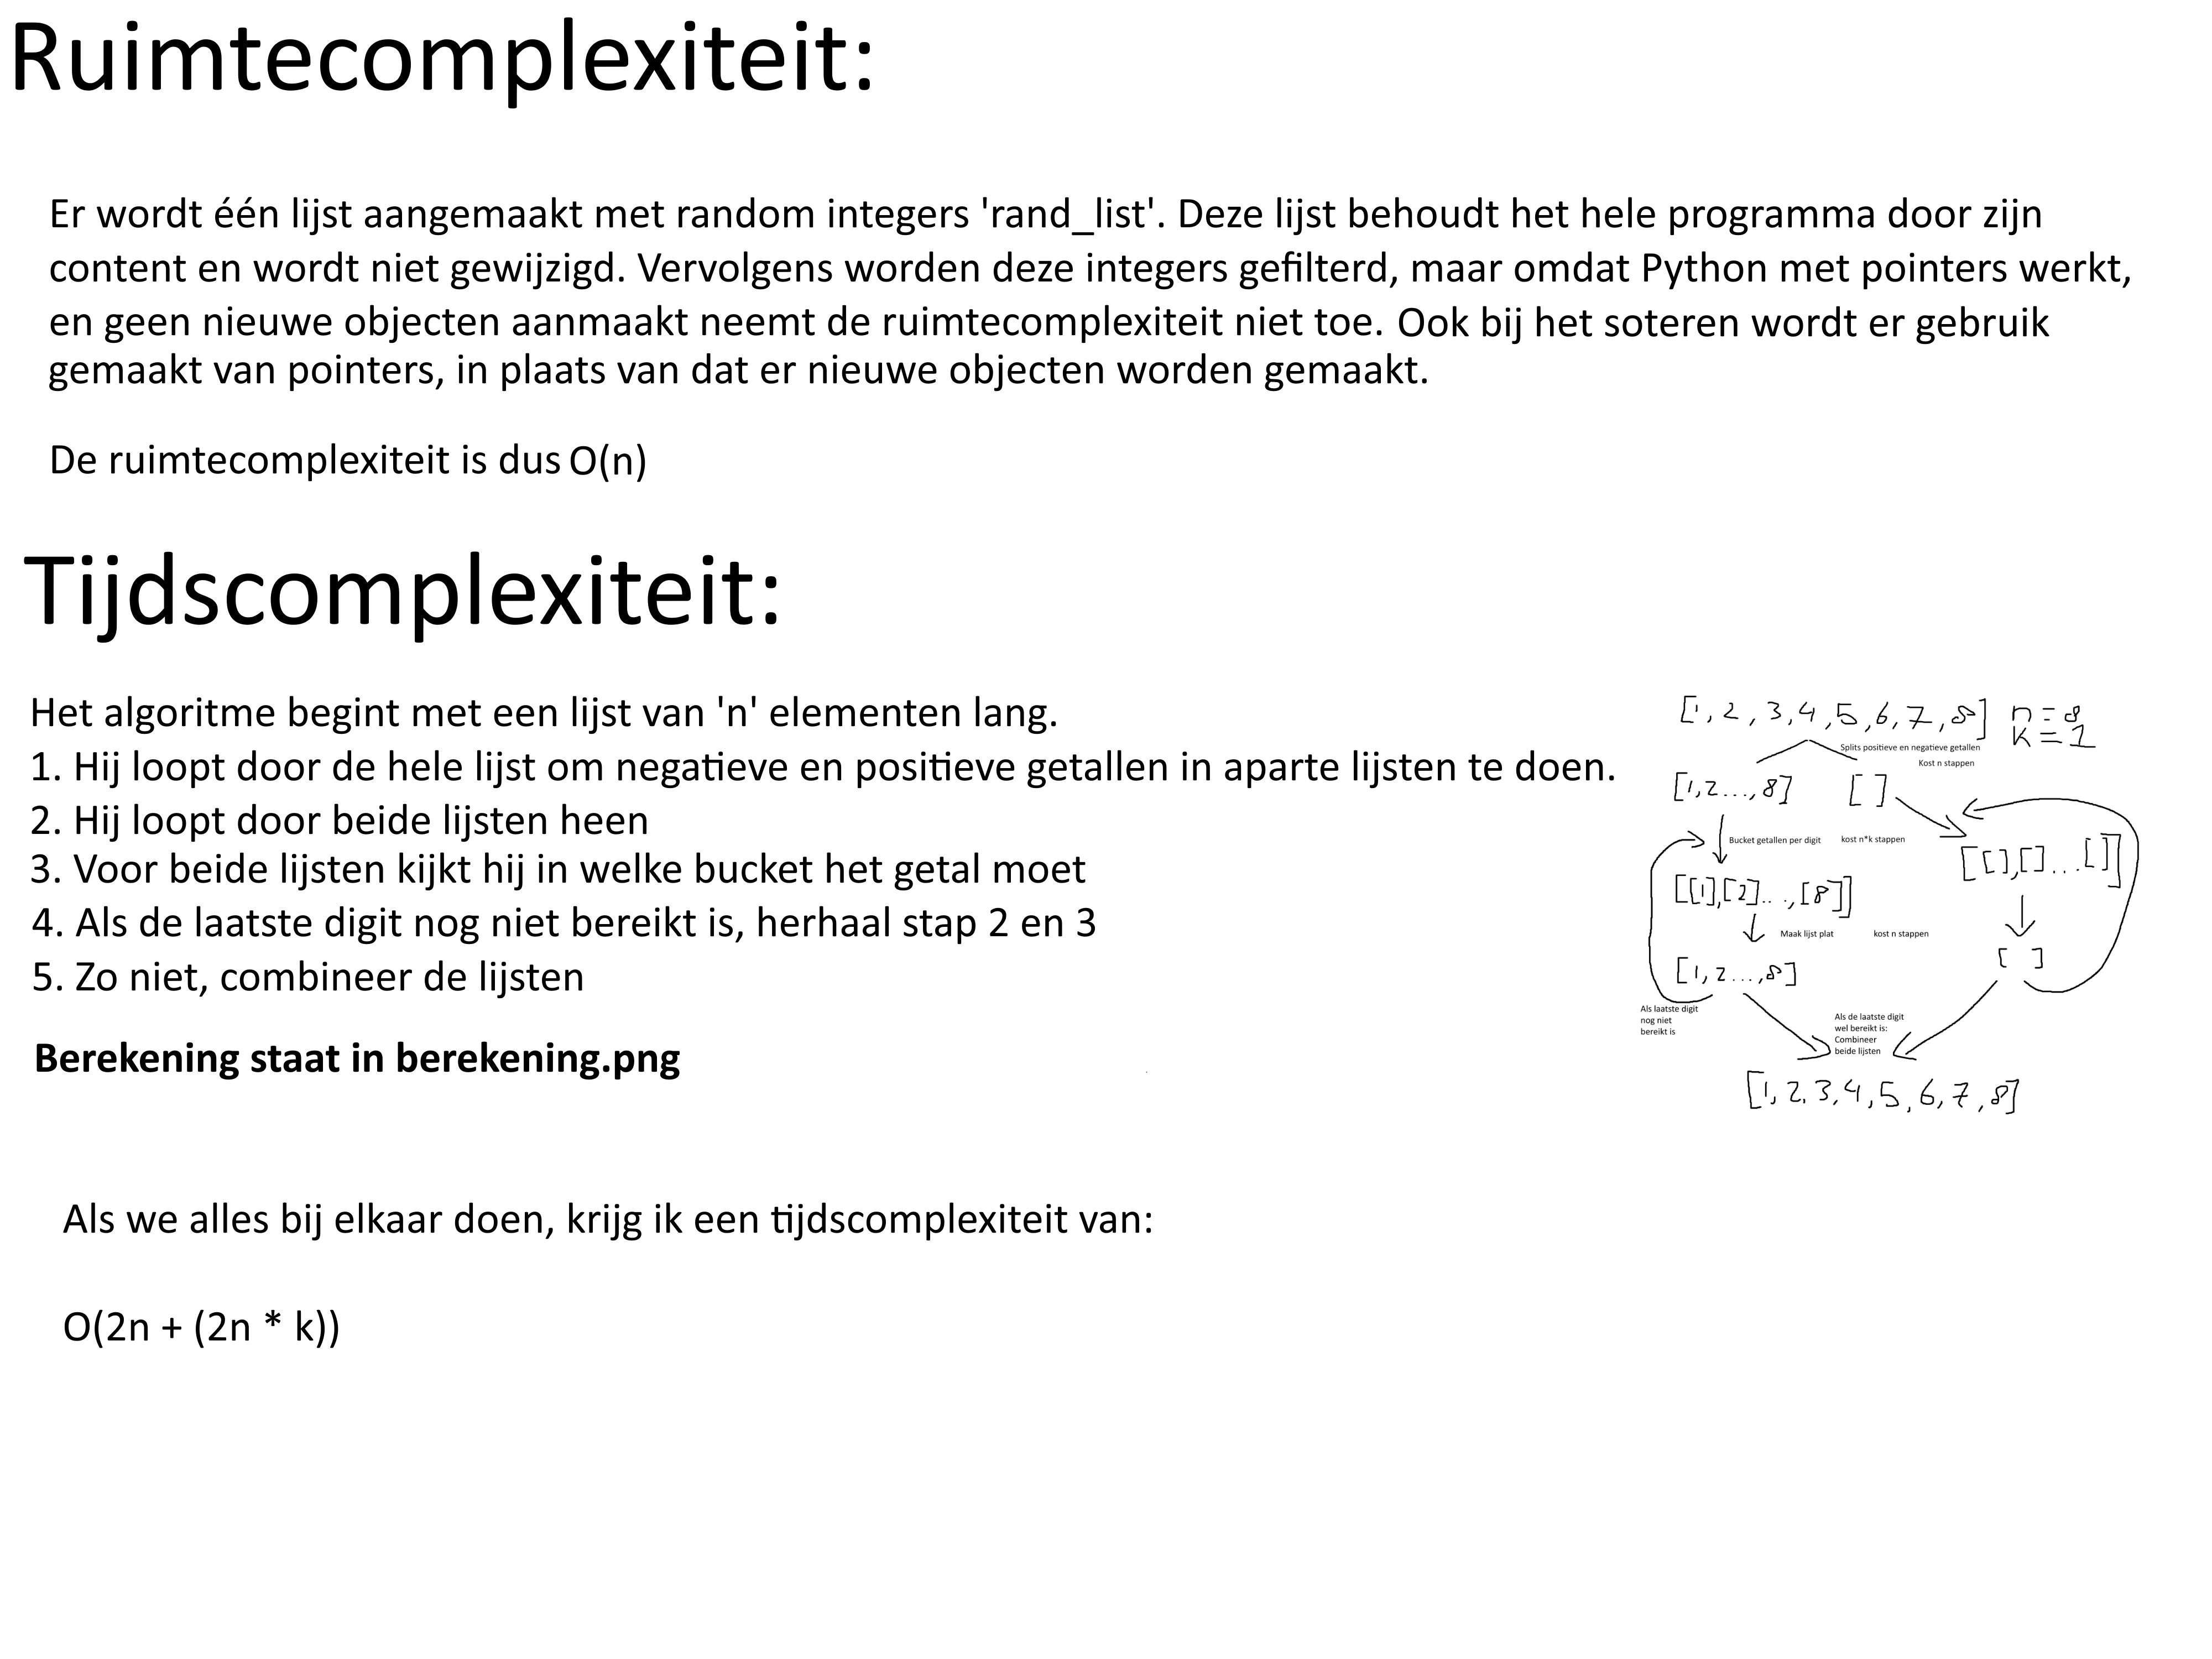 Ruimtecomplexiteit:
Er wordt één lijst aangemaakt met random integers 'rand_list'. Deze lijst behoudt het hele programma door zijn
content en wordt niet gewijzigd. Vervolgens worden deze integers gefilterd, maar omdat Python met pointers werkt,
en geen nieuwe objecten aanmaakt neemt de ruimtecomplexiteit niet toe. Ook bij het soteren wordt er gebruik
gemaakt van pointers, in plaats van dat er nieuwe objecten worden gemaakt.
De ruimtecomplexiteit is dus O(n)
Tijdscomplexiteit:
Het algoritme begint met een lijst van 'n' elementen lang.
1. Hij loopt door de hele lijst om negatieve en positieve getallen in aparte lijsten te doen.
2. Hij loopt door beide lijsten heen
3. Voor beide lijsten kijkt hij in welke bucket het getal moet
4. Als de laatste digit nog niet bereikt is, herhaal stap 2 en 3
5. Zo niet, combineer de lijsten
Berekening staat in berekening.png
Als we alles bij elkaar doen, krijg ik een tijdscomplexiteit van:
O(2n + (2n * k))
[1, 2, 3, 4, 5, 6, 7, 8] n = 8
k = 1
Splits positieve en negatieve getallen
Kost n stappen
[1, 2 ..., 8] [ ]
Bucket getallen per digit kost n*k stappen
[[ ], [ ] ... [ ]]
[[1], [2] ..., [8]]
Maak lijst plat kost n stappen
[ ]
[1, 2 ..., 8]
Als laatste digit
nog niet
bereikt is
Als de laatste digit
wel bereikt is:
Combineer
beide lijsten
[1, 2, 3, 4, 5, 6, 7, 8]